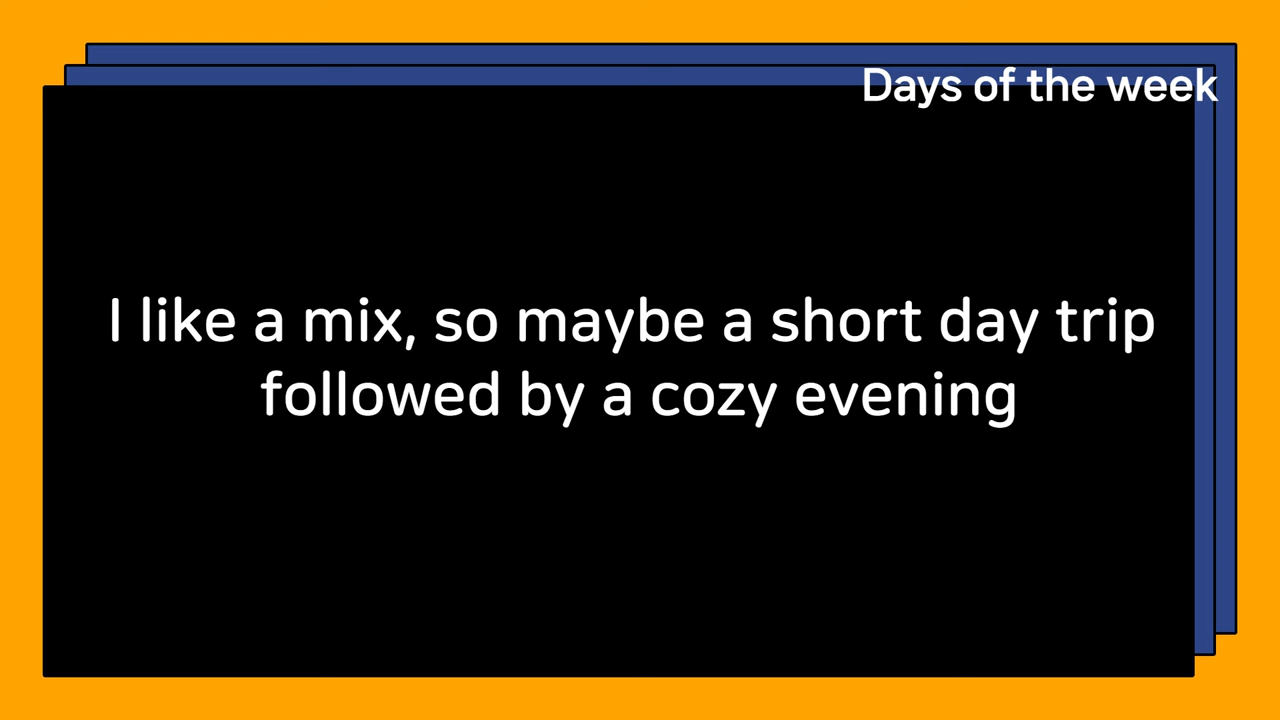 Days of the week
I like a mix, so maybe a short day trip
followed by a cozy evening